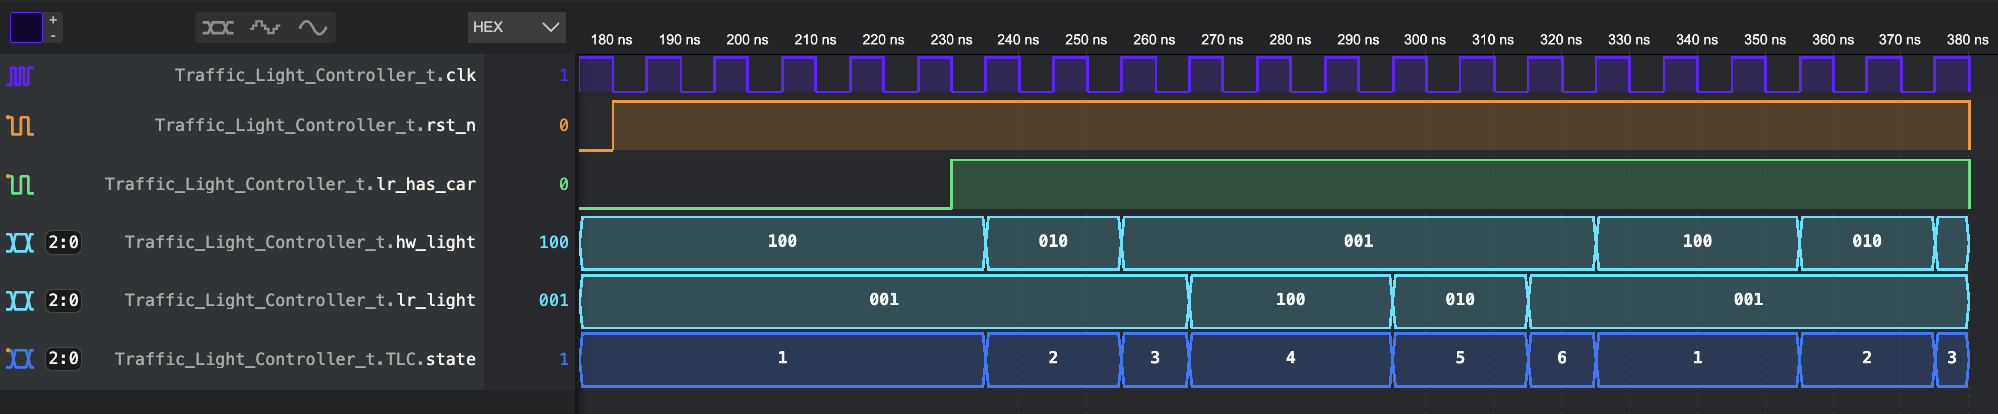 +
-
HEX
180 ns 190 ns 200 ns 210 ns 220 ns 230 ns 240 ns 250 ns 260 ns 270 ns 280 ns 290 ns 300 ns 310 ns 320 ns 330 ns 340 ns 350 ns 360 ns 370 ns 380 ns
Traffic_Light_Controller_t.clk 1
Traffic_Light_Controller_t.rst_n 0
Traffic_Light_Controller_t.lr_has_car 0
2:0 Traffic_Light_Controller_t.hw_light 100 100 010 001 100 010
2:0 Traffic_Light_Controller_t.lr_light 001 001 100 010 001
2:0 Traffic_Light_Controller_t.TLC.state 1 1 2 3 4 5 6 1 2 3